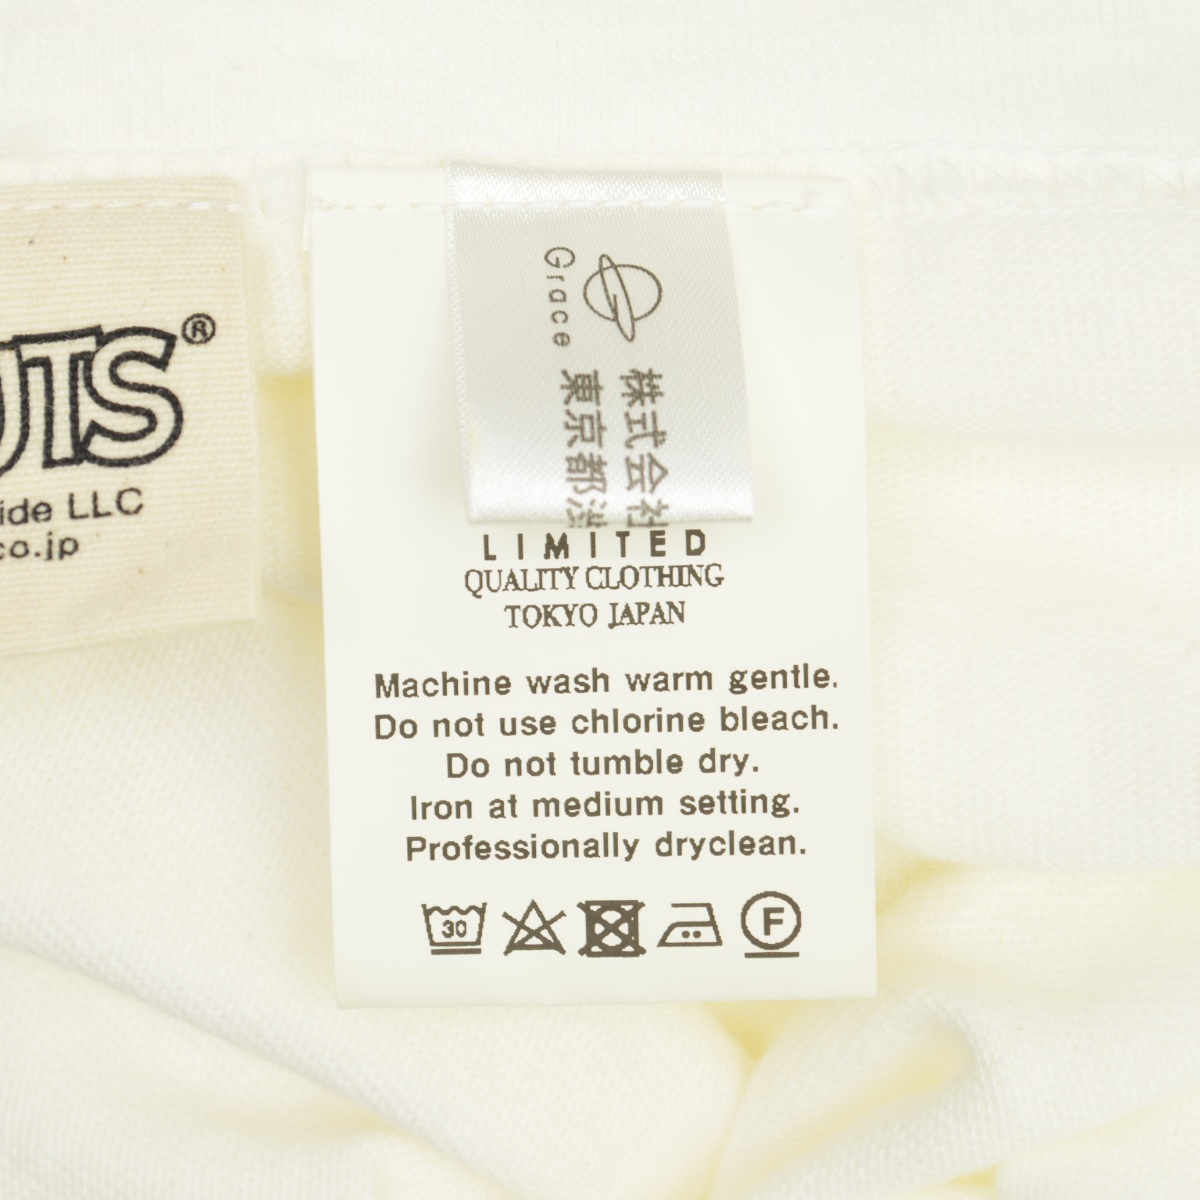 UTS®
ide LLC
co.jp
Grace
株式会社
東京都渋
LIMITED
QUALITY CLOTHING
TOKYO JAPAN
Machine wash warm gentle.
Do not use chlorine bleach.
Do not tumble dry.
Iron at medium setting.
Professionally dryclean.
30
F